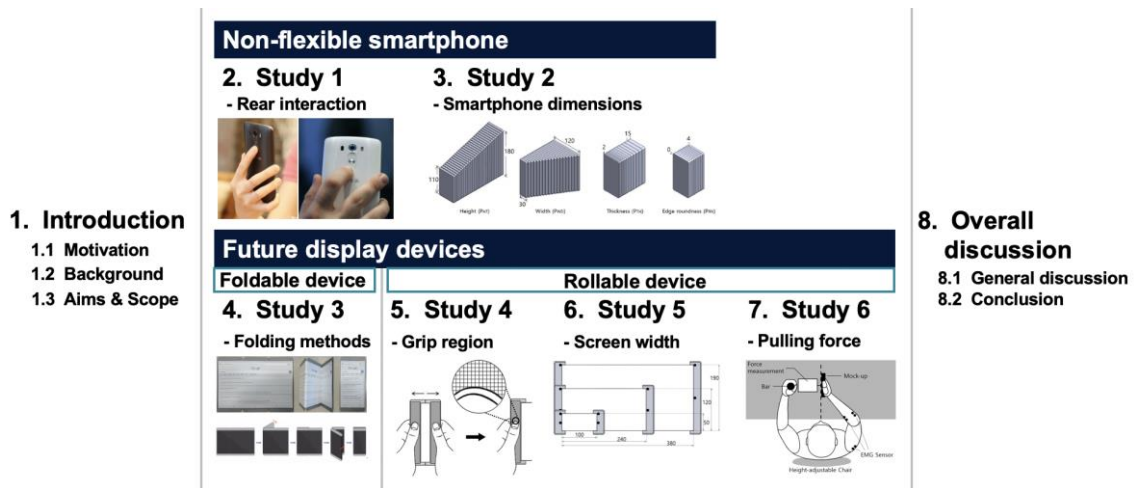 1. Introduction
1.1 Motivation
1.2 Background
1.3 Aims & Scope
Non-flexible smartphone
2. Study 1
- Rear interaction
3. Study 2
- Smartphone dimensions
110
180
Height (PH)
30
120
Width (PW)
2
15
Thickness (PTh)
0
4
Edge roundness (PEd)
Future display devices
Foldable device
Rollable device
4. Study 3
- Folding methods
5. Study 4
- Grip region
6. Study 5
- Screen width
100
240
380
50
120
190
7. Study 6
- Pulling force
Force
measurement
Bar
Mock-up
EMG Sensor
Height-adjustable Chair
8. Overall
discussion
8.1 General discussion
8.2 Conclusion